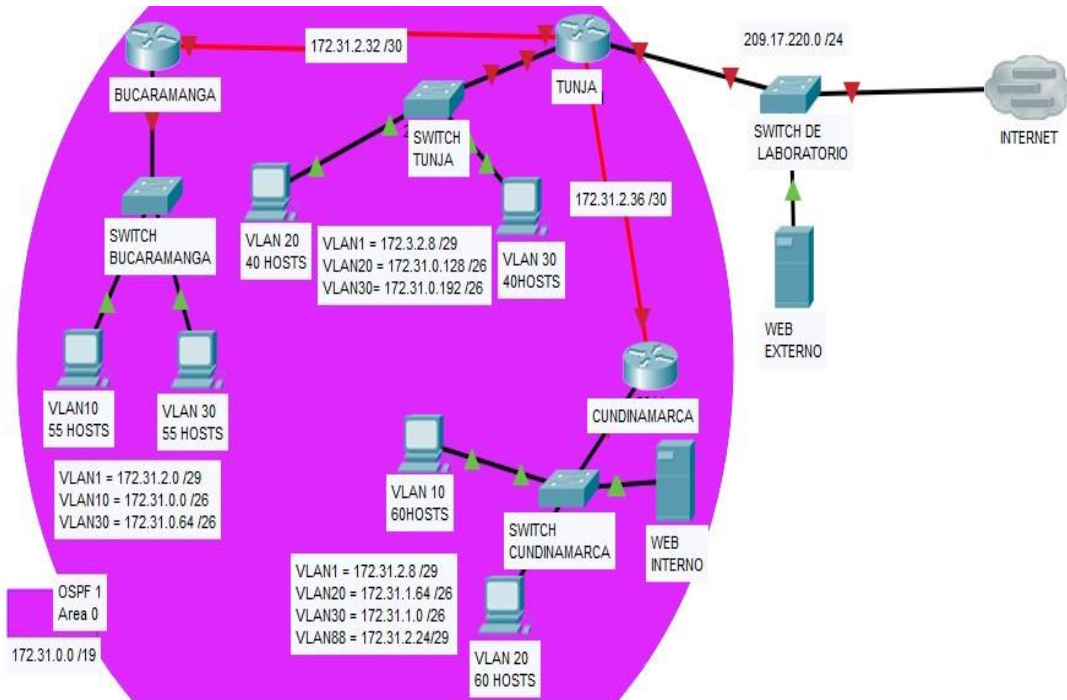 172.31.2.32 /30
BUCARAMANGA
TUNJA
209.17.220.0 /24
SWITCH DE
LABORATORIO
INTERNET
SWITCH
TUNJA
172.31.2.36 /30
SWITCH
BUCARAMANGA
VLAN 20
40 HOSTS
VLAN1 = 172.3.2.8 /29
VLAN20 = 172.31.0.128 /26
VLAN30= 172.31.0.192 /26
VLAN 30
40HOSTS
WEB
EXTERNO
VLAN10
55 HOSTS
VLAN 30
55 HOSTS
CUNDINAMARCA
VLAN1 = 172.31.2.0 /29
VLAN10 = 172.31.0.0 /26
VLAN30 = 172.31.0.64 /26
VLAN 10
60HOSTS
SWITCH
CUNDINAMARCA
WEB
INTERNO
VLAN1 = 172.31.2.8 /29
VLAN20 = 172.31.1.64 /26
VLAN30 = 172.31.1.0 /26
VLAN88 = 172.31.2.24/29
OSPF 1
Area 0
172.31.0.0 /19
VLAN 20
60 HOSTS